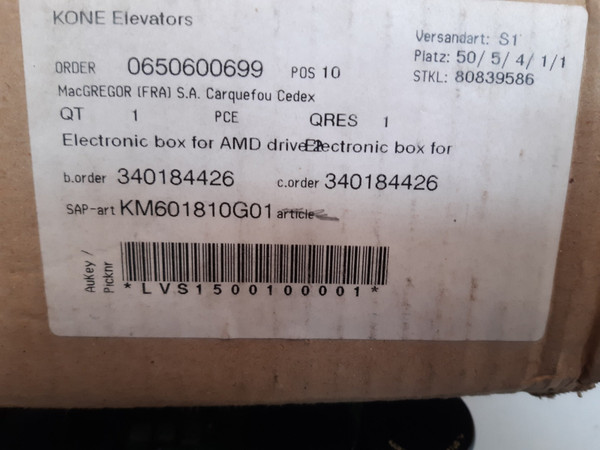 KONE Elevators
Versandart: S1
ORDER 0650600699 POS 10
Platz: 50/ 5/ 4/ 1/1
STKL: 80839586
MacGREGOR (FRA) S.A. Carquefou Cedex
QT 1 PCE QRES 1
Electronic box for AMD drive 2 Electronic box for
b.order 340184426 c.order 340184426
SAP-art KM601810G01 article
AuKey /
Picknr
*LVS1500100001*